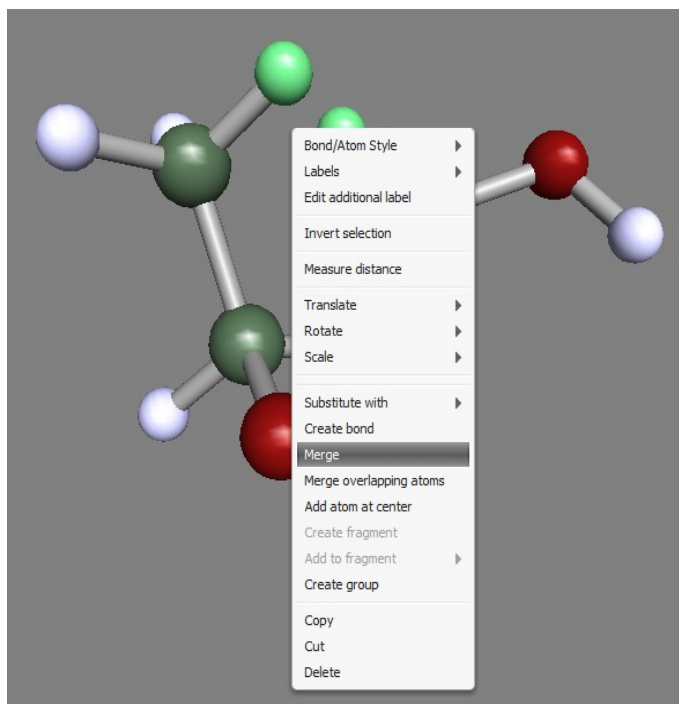 Bond/Atom Style
Labels
Edit additional label
Invert selection
Measure distance
Translate
Rotate
Scale
Substitute with
Create bond
Merge
Merge overlapping atoms
Add atom at center
Create fragment
Add to fragment
Create group
Copy
Cut
Delete